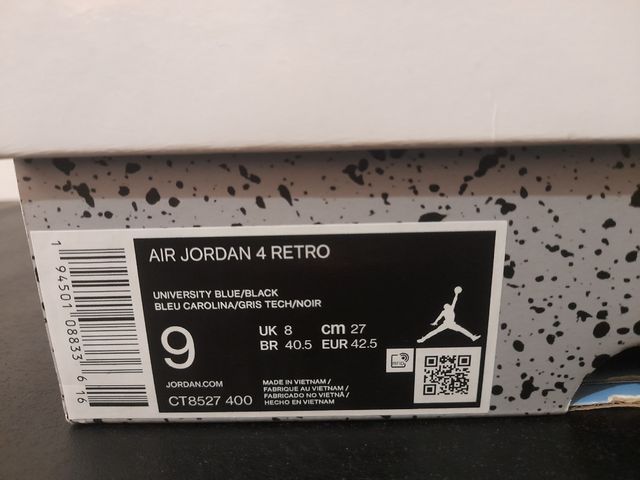 AIR JORDAN 4 RETRO
UNIVERSITY BLUE/BLACK
BLEU CAROLINA/GRIS TECH/NOIR
9
UK 8 cm 27
BR 40.5 EUR 42.5
JORDAN.COM
CT8527 400
MADE IN VIETNAM /
FABRIQUE AU VIETNAM /
FABRICADO NO VIETNÃ /
HECHO EN VIETNAM
RFID
1 94501 08833 6 16